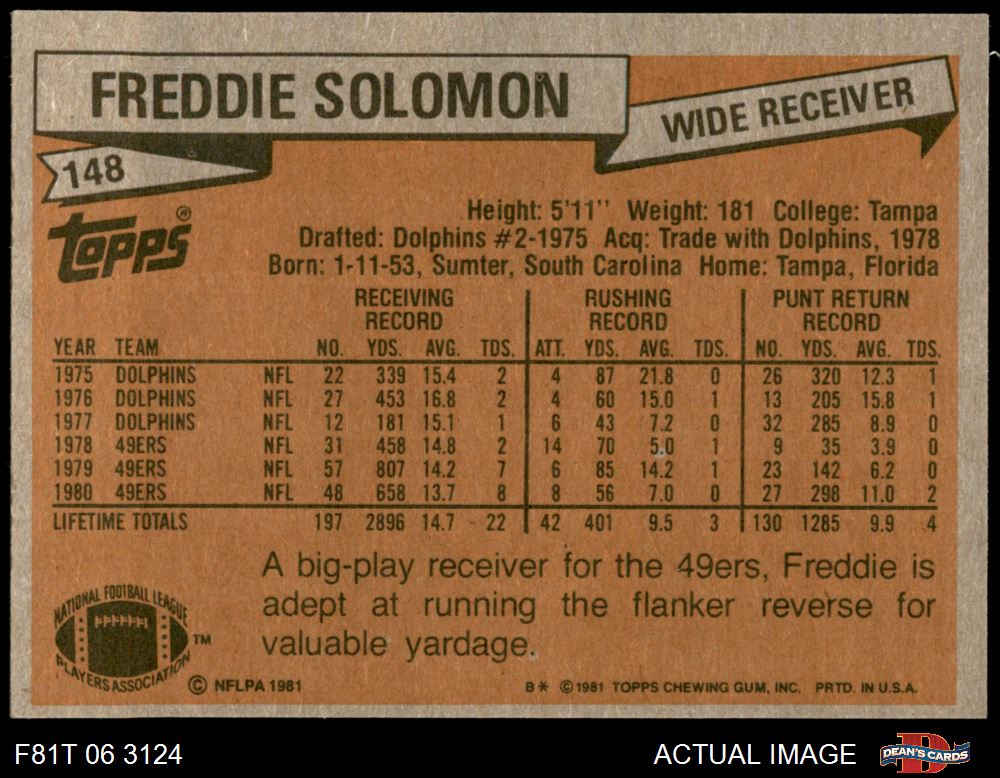 FREDDIE SOLOMON
WIDE RECEIVER
148
Topps®
Height: 5'11" Weight: 181 College: Tampa
Drafted: Dolphins #2-1975 Acq: Trade with Dolphins, 1978
Born: 1-11-53, Sumter, South Carolina Home: Tampa, Florida
RECEIVING RECORD RUSHING RECORD PUNT RETURN RECORD
YEAR TEAM NO. YDS. AVG. TDS. ATT. YDS. AVG. TDS. NO. YDS. AVG. TDS.
1975 DOLPHINS NFL 22 339 15.4 2 4 87 21.8 0 26 320 12.3 1
1976 DOLPHINS NFL 27 453 16.8 2 4 60 15.0 1 13 205 15.8 1
1977 DOLPHINS NFL 12 181 15.1 1 6 43 7.2 0 32 285 8.9 0
1978 49ERS NFL 31 458 14.8 2 14 70 5.0 1 9 35 3.9 0
1979 49ERS NFL 57 807 14.2 7 6 85 14.2 1 23 142 6.2 0
1980 49ERS NFL 48 658 13.7 8 8 56 7.0 0 27 298 11.0 2
LIFETIME TOTALS 197 2896 14.7 22 42 401 9.5 3 130 1285 9.9 4
A big-play receiver for the 49ers, Freddie is
adept at running the flanker reverse for
valuable yardage.
NATIONAL FOOTBALL LEAGUE
PLAYERS ASSOCIATION
™
© NFLPA 1981
B* ©1981 TOPPS CHEWING GUM, INC. PRTD. IN U.S.A.
F81T 06 3124
ACTUAL IMAGE
D
DEAN'S CARDS